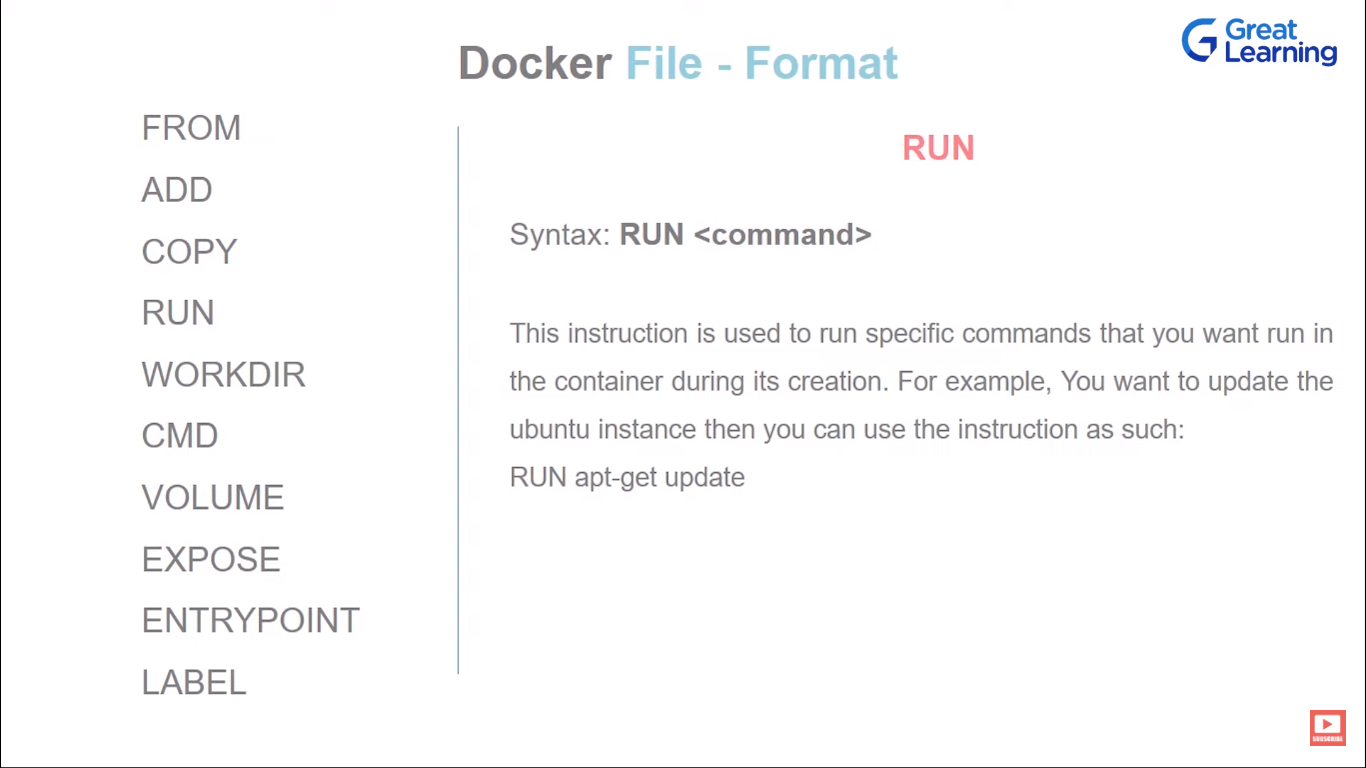 Great
Learning
Docker File - Format
FROM
ADD
COPY
RUN
WORKDIR
CMD
VOLUME
EXPOSE
ENTRYPOINT
LABEL
RUN
Syntax: RUN <command>
This instruction is used to run specific commands that you want run in
the container during its creation. For example, You want to update the
ubuntu instance then you can use the instruction as such:
RUN apt-get update
SUBSCRIBE